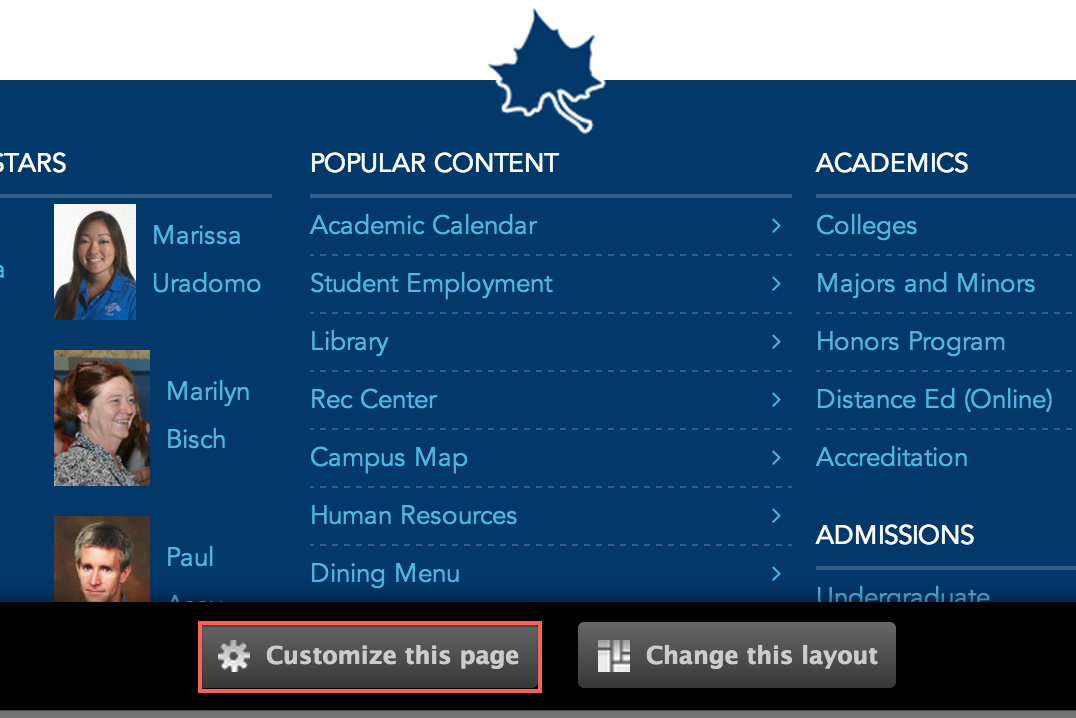 STARS
Marissa
Uradomo
Marilyn
Bisch
Paul
POPULAR CONTENT
Academic Calendar
Student Employment
Library
Rec Center
Campus Map
Human Resources
Dining Menu
ACADEMICS
Colleges
Majors and Minors
Honors Program
Distance Ed (Online)
Accreditation
ADMISSIONS
Undergraduate
Customize this page
Change this layout